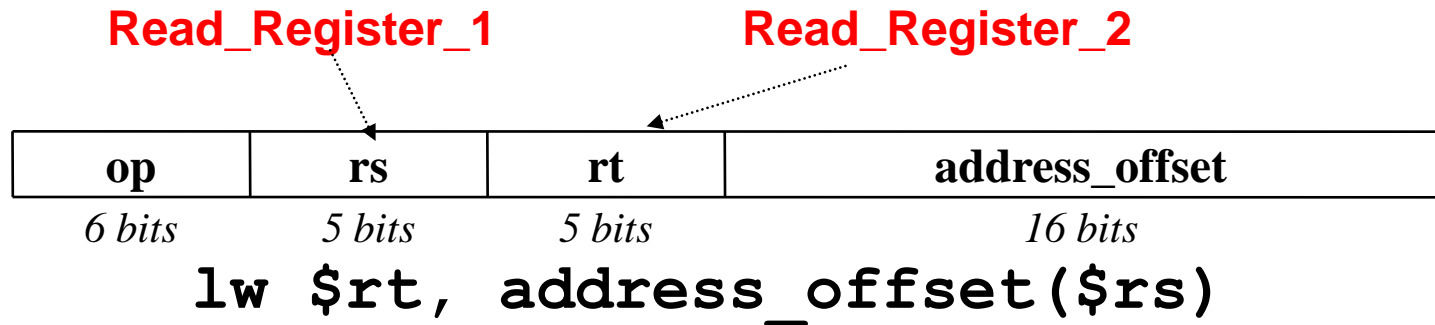 Read_Register_1 Read_Register_2
op rs rt address_offset
6 bits 5 bits 5 bits 16 bits
lw $rt, address_offset($rs)